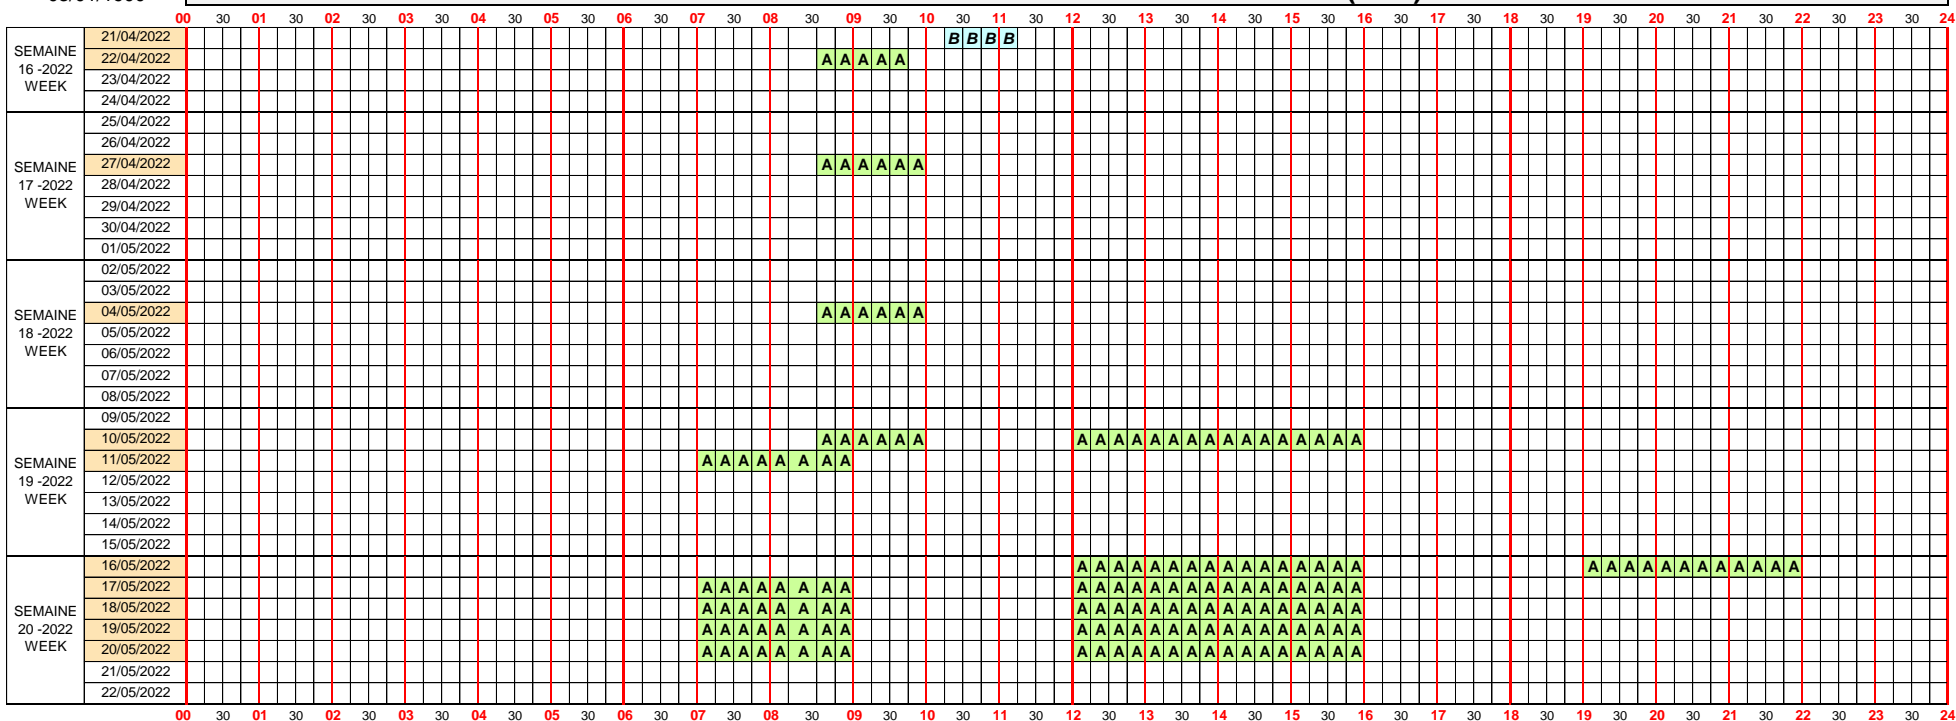 00 30 01 30 02 30 03 30 04 30 05 30 06 30 07 30 08 30 09 30 10 30 11 30 12 30 13 30 14 30 15 30 16 30 17 30 18 30 19 30 20 30 21 30 22 30 23 30 24
SEMAINE
16 -2022
WEEK
21/04/2022 B B B B
22/04/2022 A A A A A
23/04/2022
24/04/2022
SEMAINE
17 -2022
WEEK
25/04/2022
26/04/2022
27/04/2022 A A A A A A
28/04/2022
29/04/2022
30/04/2022
01/05/2022
SEMAINE
18 -2022
WEEK
02/05/2022
03/05/2022
04/05/2022 A A A A A A
05/05/2022
06/05/2022
07/05/2022
08/05/2022
SEMAINE
19 -2022
WEEK
09/05/2022
10/05/2022 A A A A A A A A A A A A A A A A A A A A A A
11/05/2022 A A A A A A A A
12/05/2022
13/05/2022
14/05/2022
15/05/2022
SEMAINE
20 -2022
WEEK
16/05/2022 A A A A A A A A A A A A A A A A A A A A A A A A A A A A
17/05/2022 A A A A A A A A A A A A A A A A A A A A A A A A
18/05/2022 A A A A A A A A A A A A A A A A A A A A A A A A
19/05/2022 A A A A A A A A A A A A A A A A A A A A A A A A
20/05/2022 A A A A A A A A A A A A A A A A A A A A A A A A
21/05/2022
22/05/2022
00 30 01 30 02 30 03 30 04 30 05 30 06 30 07 30 08 30 09 30 10 30 11 30 12 30 13 30 14 30 15 30 16 30 17 30 18 30 19 30 20 30 21 30 22 30 23 30 24